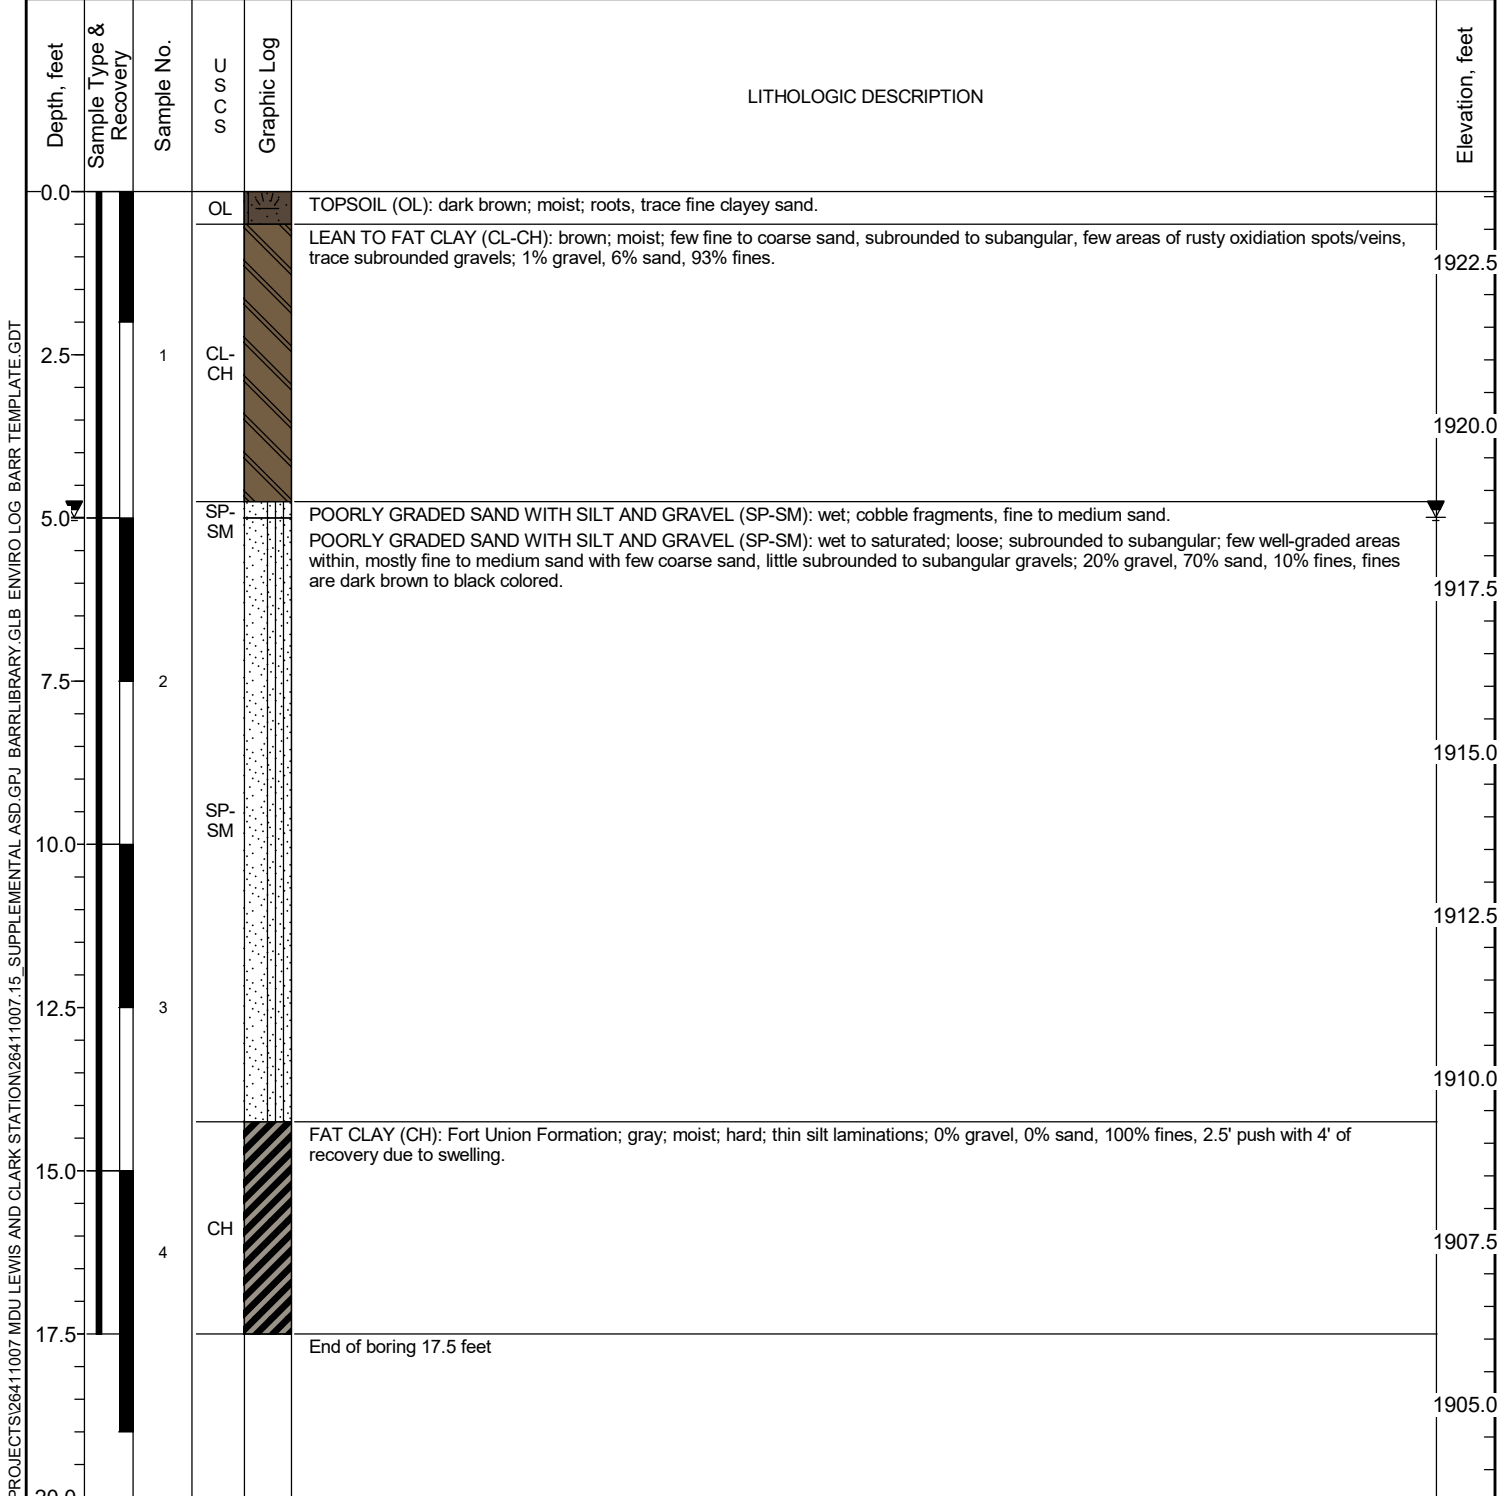 Depth, feet
Sample Type &
Recovery
Sample No.
U
S
C
S
Graphic Log
LITHOLOGIC DESCRIPTION
Elevation, feet
0.0
OL
TOPSOIL (OL): dark brown; moist; roots, trace fine clayey sand.
LEAN TO FAT CLAY (CL-CH): brown; moist; few fine to coarse sand, subrounded to subangular, few areas of rusty oxidiation spots/veins,
trace subrounded gravels; 1% gravel, 6% sand, 93% fines.
1922.5
2.5
1
CL-
CH
1920.0
5.0
SP-
SM
POORLY GRADED SAND WITH SILT AND GRAVEL (SP-SM): wet; cobble fragments, fine to medium sand.
POORLY GRADED SAND WITH SILT AND GRAVEL (SP-SM): wet to saturated; loose; subrounded to subangular; few well-graded areas
within, mostly fine to medium sand with few coarse sand, little subrounded to subangular gravels; 20% gravel, 70% sand, 10% fines, fines
are dark brown to black colored.
1917.5
7.5
2
1915.0
SP-
SM
10.0
1912.5
12.5
3
1910.0
FAT CLAY (CH): Fort Union Formation; gray; moist; hard; thin silt laminations; 0% gravel, 0% sand, 100% fines, 2.5' push with 4' of
recovery due to swelling.
15.0
CH
4
1907.5
17.5
End of boring 17.5 feet
1905.0
20.0
PROJECTS\26411007 MDU LEWIS AND CLARK STATION\26411007.15_SUPPLEMENTAL ASD.GPJ BARRLIBRARY.GLB ENVIRO LOG BARR TEMPLATE.GDT